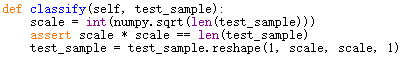 def classify(self, test_sample):
    scale = int(numpy.sqrt(len(test_sample)))
    assert scale * scale == len(test_sample)
    test_sample = test_sample.reshape(1, scale, scale, 1)